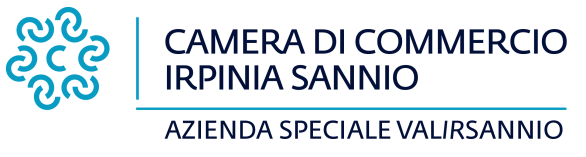 C
CAMERA DI COMMERCIO
IRPINIA SANNIO
AZIENDA SPECIALE VALIRSANNIO